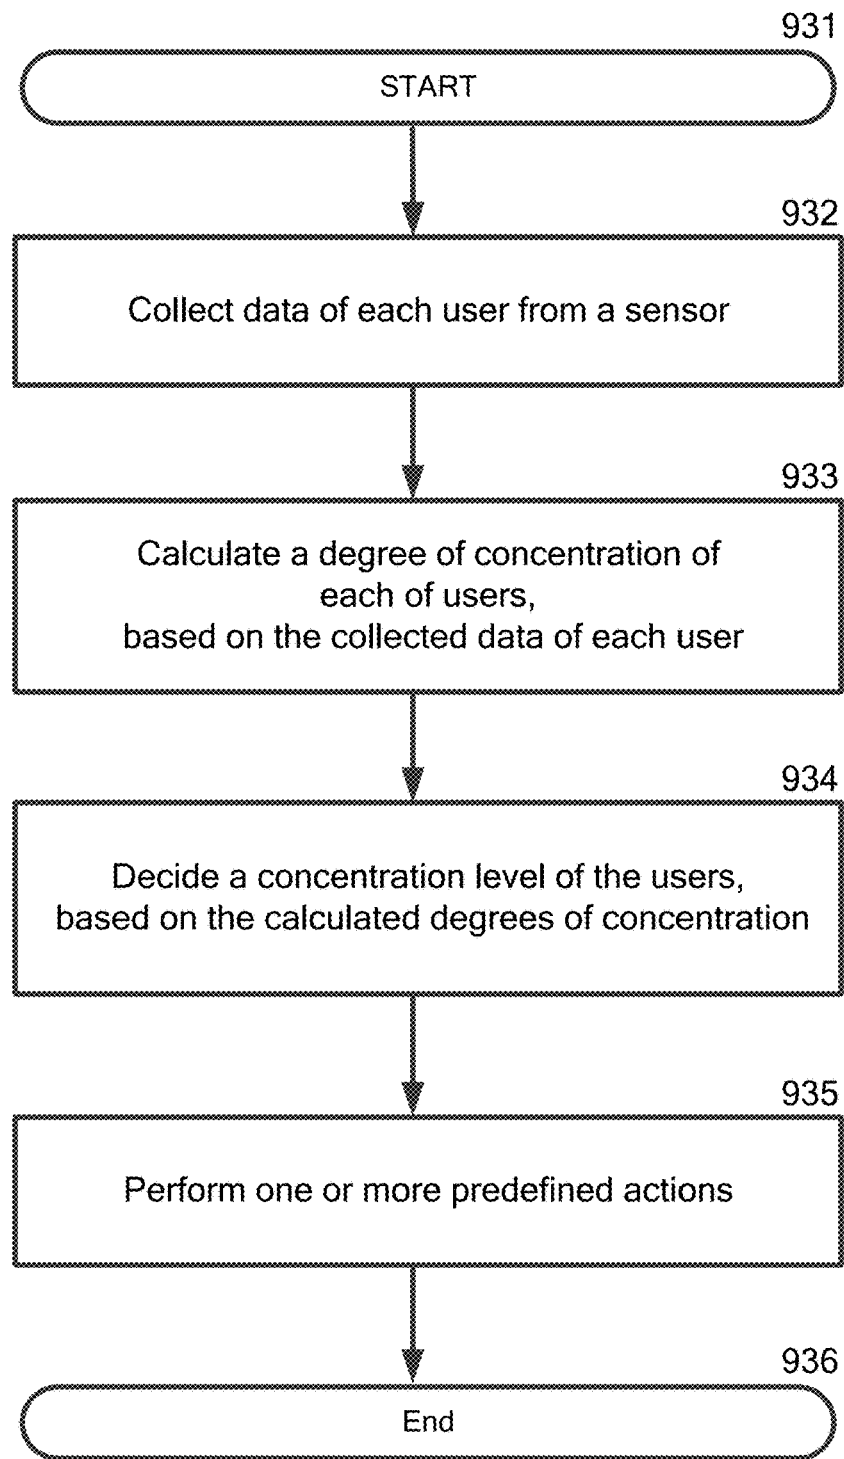 931
START
932
Collect data of each user from a sensor
933
Calculate a degree of concentration of
each of users,
based on the collected data of each user
934
Decide a concentration level of the users,
based on the calculated degrees of concentration
935
Perform one or more predefined actions
936
End